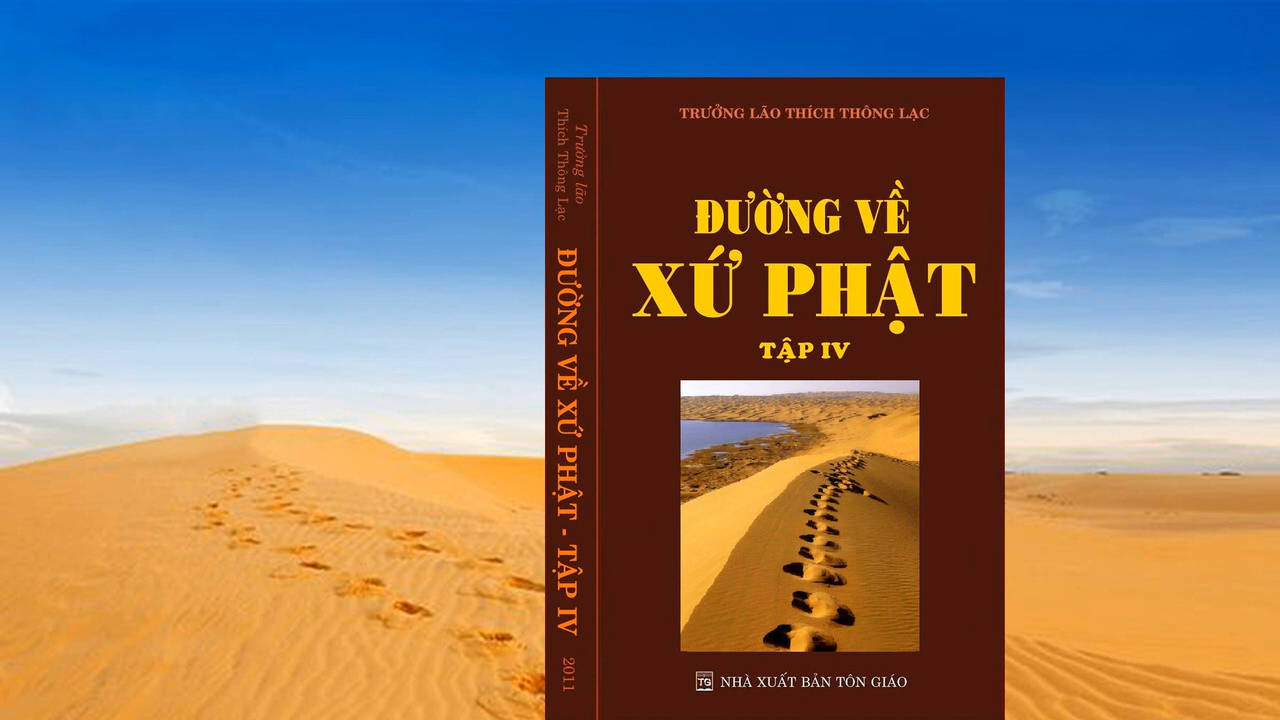 Trưởng lão
Thích Thông Lạc
ĐƯỜNG VỀ XỨ PHẬT - TẬP IV
2011
TRƯỞNG LÃO THÍCH THÔNG LẠC
ĐƯỜNG VỀ
XỨ PHẬT
TẬP IV
TG NHÀ XUẤT BẢN TÔN GIÁO